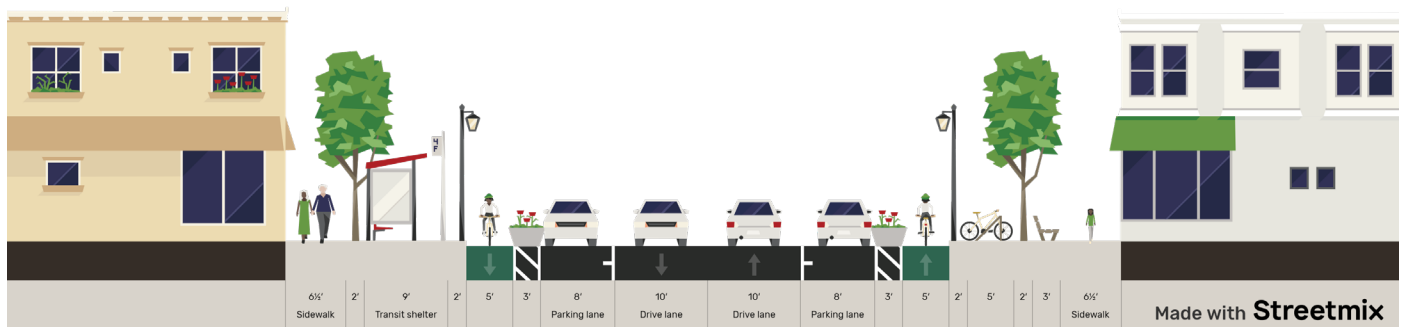 4
F
6½' 2' 9' 2' 5' 3' 8' 10' 10' 8' 3' 5' 2' 5' 2' 3' 6½'
Sidewalk Transit shelter Parking lane Drive lane Drive lane Parking lane Sidewalk
Made with Streetmix